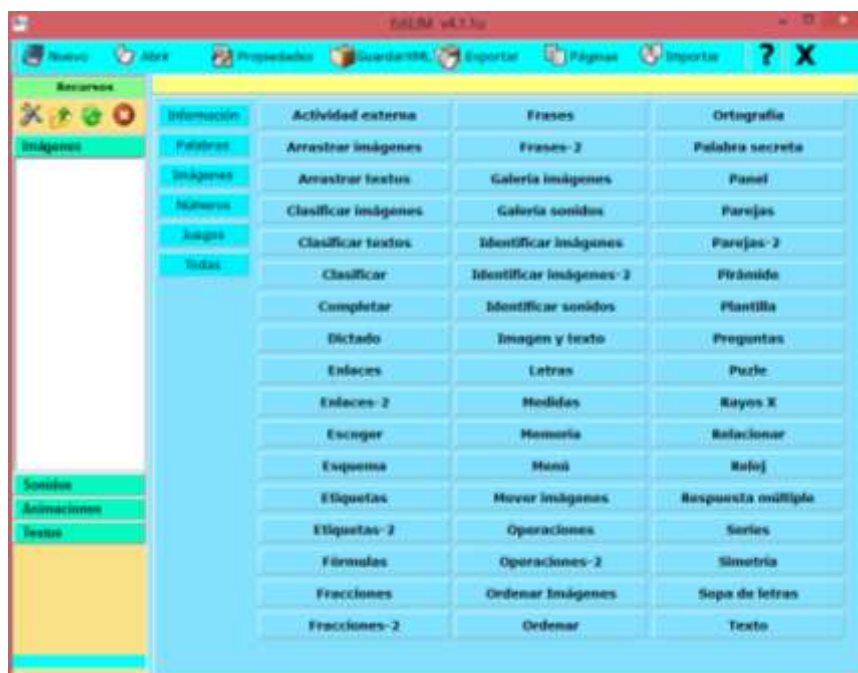 EdiLIM v4.1.1u
Nuevo Abrir Propiedades GuardarXML Exportar Páginas Importar ? X
Recursos
Imágenes
Sonidos
Animaciones
Textos
Información
Palabras
Imágenes
Números
Juegos
Todas
Actividad externa Frases Ortografía
Arrastrar imágenes Frases-2 Palabra secreta
Arrastrar textos Galería imágenes Panel
Clasificar imágenes Galería sonidos Parejas
Clasificar textos Identificar imágenes Parejas-2
Clasificar Identificar imágenes-2 Pirámide
Completar Identificar sonidos Plantilla
Dictado Imagen y texto Preguntas
Enlaces Letras Puzle
Enlaces-2 Medidas Rayos X
Escoger Memoria Relacionar
Esquema Menú Reloj
Etiquetas Mover imágenes Respuesta múltiple
Etiquetas-2 Operaciones Series
Fórmulas Operaciones-2 Simetría
Fracciones Ordenar Imágenes Sopa de letras
Fracciones-2 Ordenar Texto